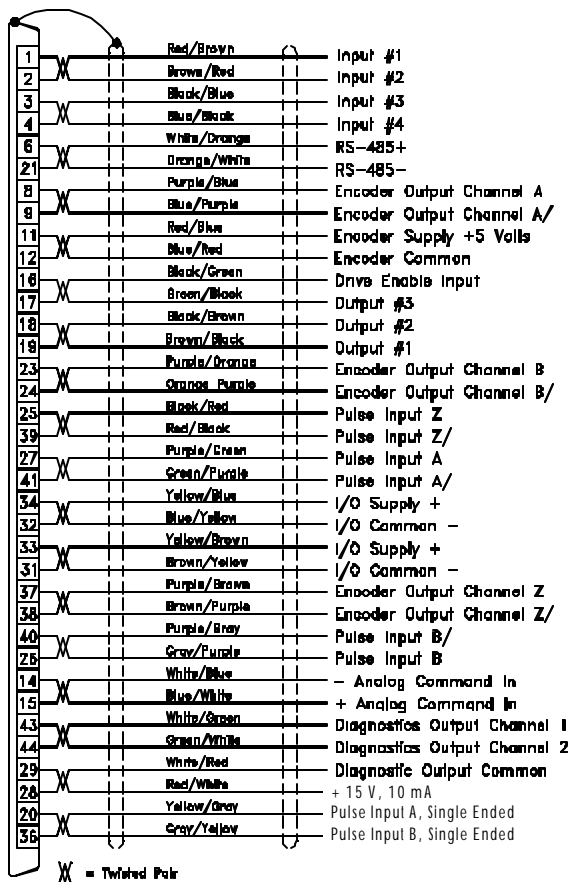 1 Red/Brown Input #1
2 Brown/Red Input #2
3 Black/Blue Input #3
4 Blue/Black Input #4
6 White/Orange RS-485+
21 Orange/White RS-485-
8 Purple/Blue Encoder Output Channel A
9 Blue/Purple Encoder Output Channel A/
11 Red/Blue Encoder Supply +5 Volts
12 Blue/Red Encoder Common
16 Black/Green Drive Enable Input
17 Green/Black Output #3
18 Black/Brown Output #2
19 Brown/Black Output #1
23 Purple/Orange Encoder Output Channel B
24 Orange Purple Encoder Output Channel B/
25 Black/Red Pulse Input Z
39 Red/Black Pulse Input Z/
27 Purple/Green Pulse Input A
41 Green/Purple Pulse Input A/
34 Yellow/Blue I/O Supply +
32 Blue/Yellow I/O Common -
33 Yellow/Brown I/O Supply +
31 Brown/Yellow I/O Common -
37 Purple/Brown Encoder Output Channel Z
38 Brown/Purple Encoder Output Channel Z/
40 Purple/Gray Pulse Input B/
26 Gray/Purple Pulse Input B
14 White/Blue - Analog Command In
15 Blue/White + Analog Command In
43 White/Green Diagnostics Output Channel 1
44 Green/White Diagnostics Output Channel 2
29 White/Red Diagnostic Output Common
28 Red/White + 15 V, 10 mA
20 Yellow/Gray Pulse Input A, Single Ended
36 Gray/Yellow Pulse Input B, Single Ended
= Twisted Pair